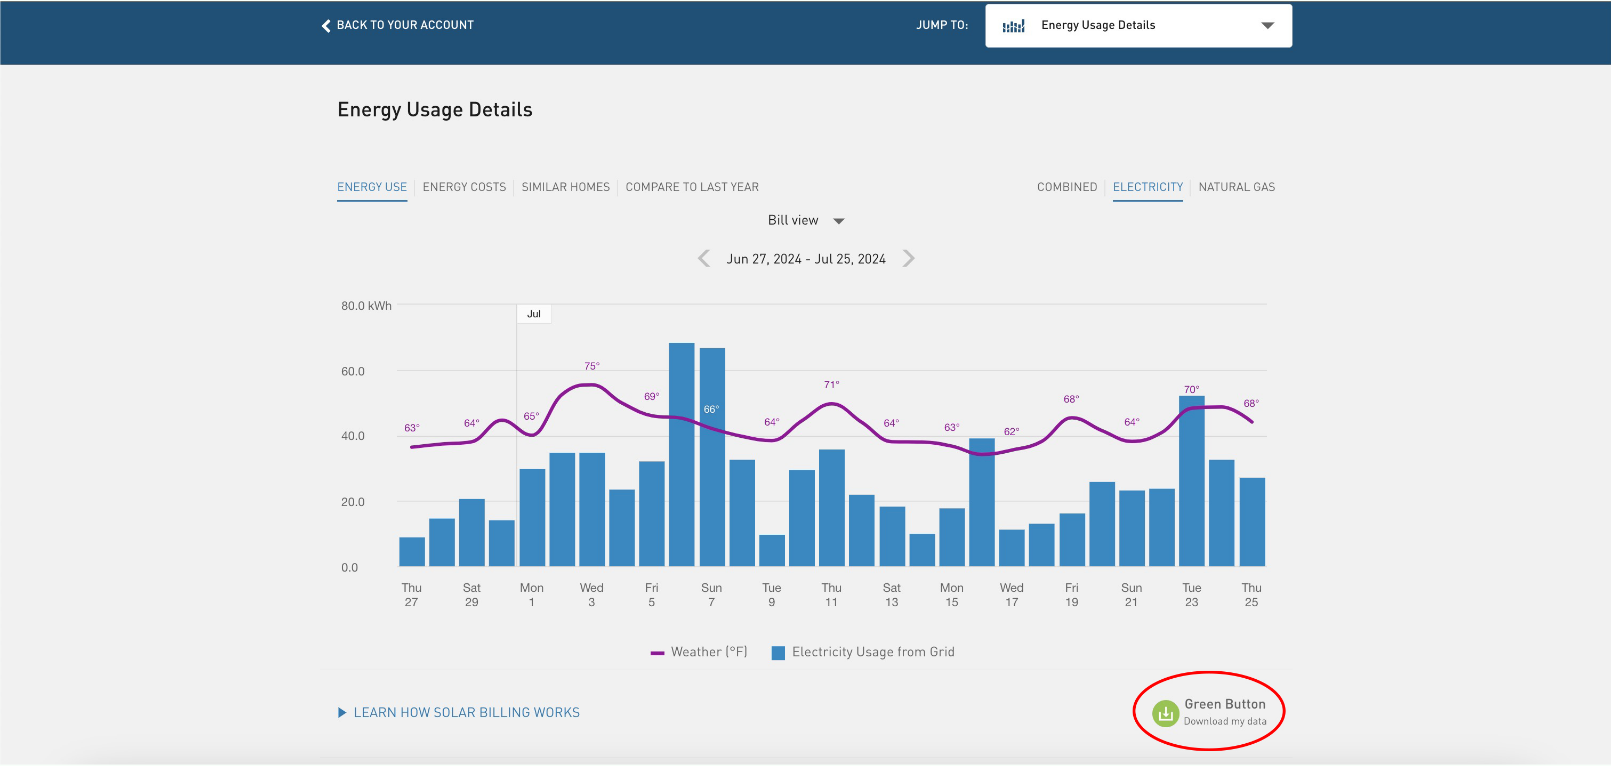 BACK TO YOUR ACCOUNT
JUMP TO:
Energy Usage Details
Energy Usage Details
ENERGY USE
ENERGY COSTS
SIMILAR HOMES
COMPARE TO LAST YEAR
COMBINED
ELECTRICITY
NATURAL GAS
Bill view
Jun 27, 2024 - Jul 25, 2024
80.0 kWh
60.0
40.0
20.0
0.0
Jul
63°
64°
65°
75°
69°
66°
64°
71°
64°
63°
62°
68°
64°
70°
68°
Thu
27
Sat
29
Mon
1
Wed
3
Fri
5
Sun
7
Tue
9
Thu
11
Sat
13
Mon
15
Wed
17
Fri
19
Sun
21
Tue
23
Thu
25
Weather (°F)
Electricity Usage from Grid
LEARN HOW SOLAR BILLING WORKS
Green Button
Download my data